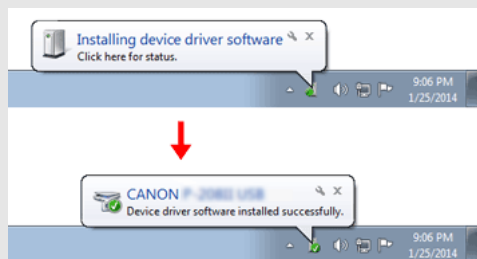 Installing device driver software
Click here for status.
9:06 PM
1/25/2014
CANON
Device driver software installed successfully.
9:06 PM
1/25/2014